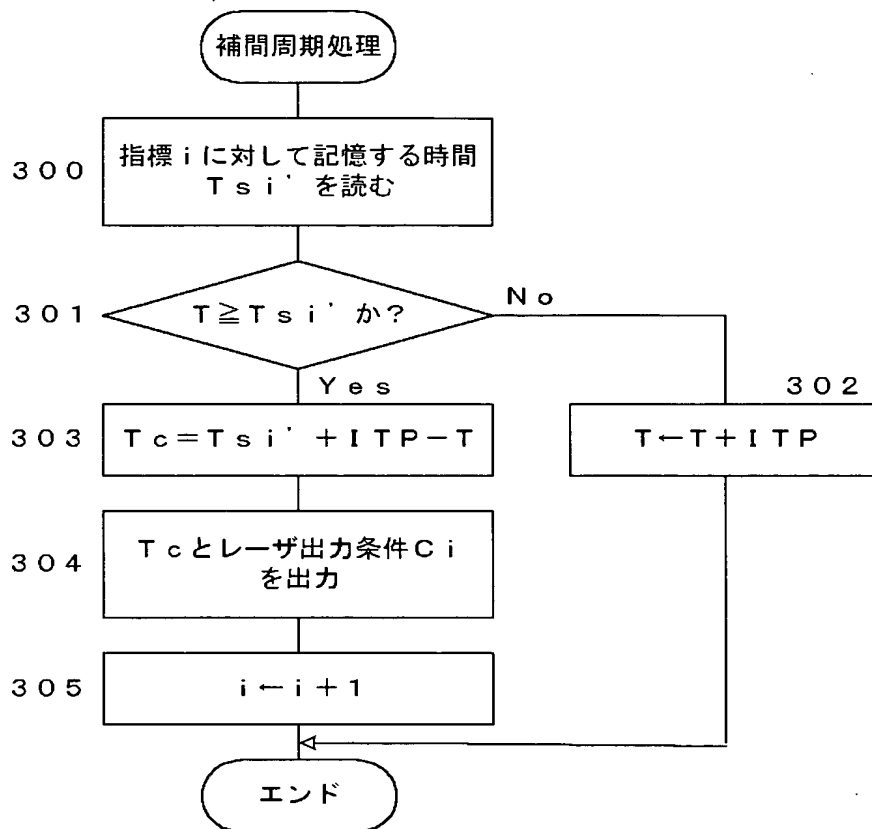 補間周期処理
300
指標iに対して記憶する時間
Tsi'を読む
301
T≧Tsi'か?
No
Yes
302
303
Tc=Tsi'+ITP-T
T←T+ITP
304
Tcとレーザ出力条件Ci
を出力
305
i←i+1
エンド